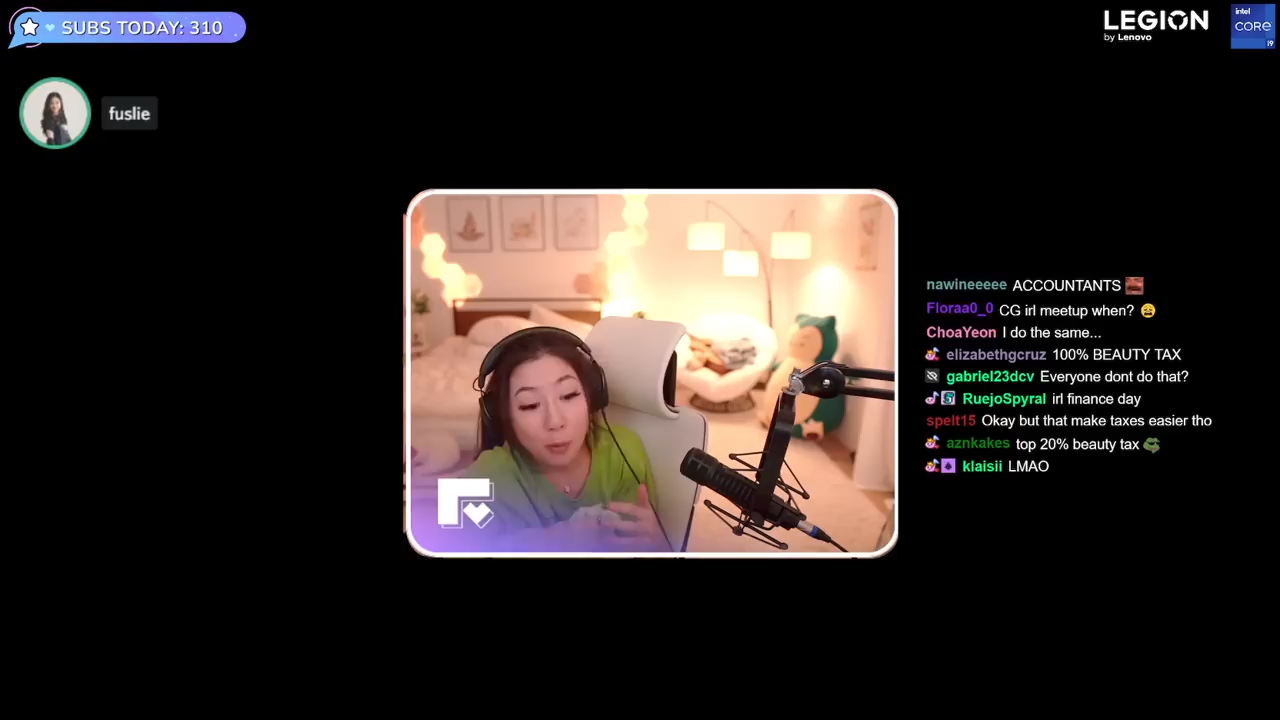 SUBS TODAY: 310
LEGION
by Lenovo
intel
CORE
i9
fuslie
nawineeeee ACCOUNTANTS
Floraa0_0 CG irl meetup when?
ChoaYeon I do the same...
elizabethgcruz 100% BEAUTY TAX
gabriel23dcv Everyone dont do that?
RuejoSpyral irl finance day
spelt15 Okay but that make taxes easier tho
aznkakes top 20% beauty tax
klaisii LMAO